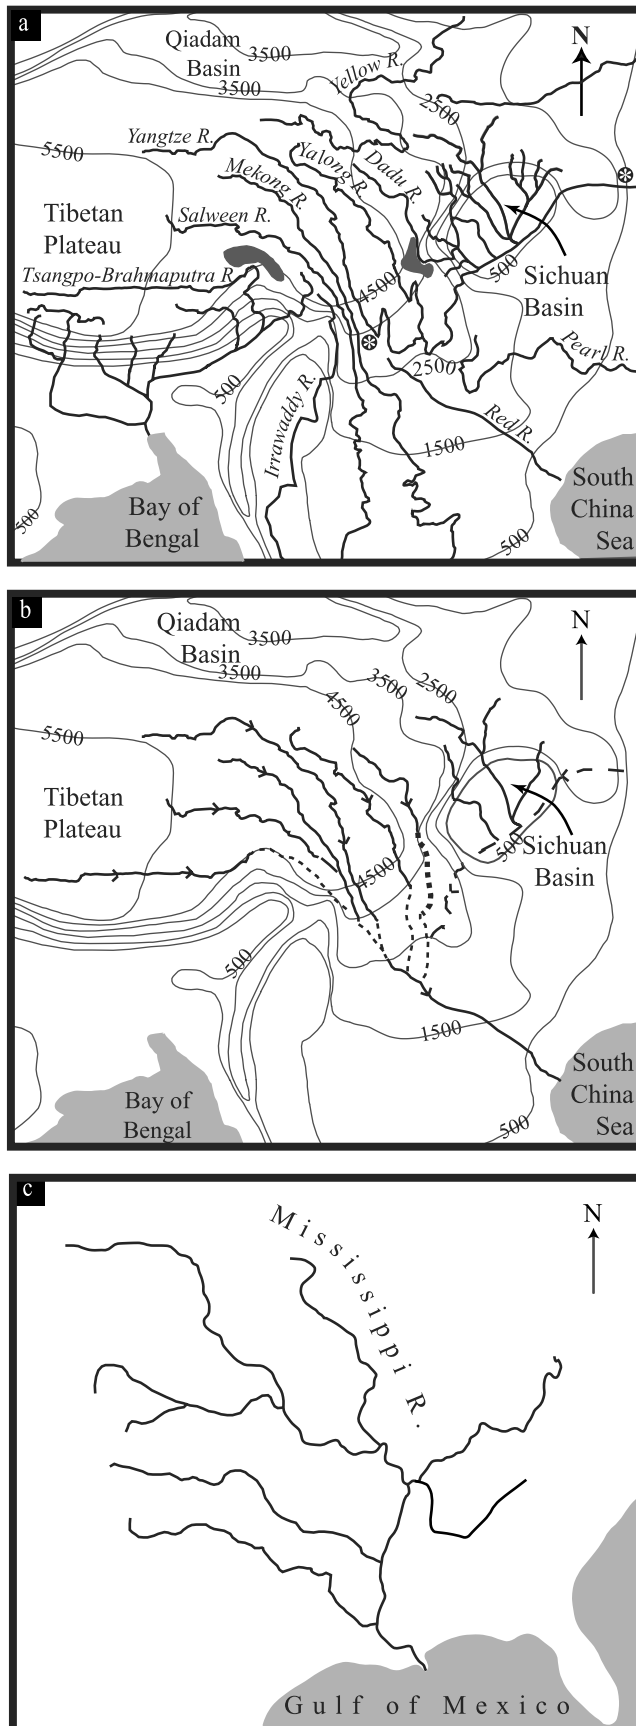 a
Qiadam
Basin
3500
3500
Yellow R.
N
2500
5500
Yangtze R.
Mekong R.
Yalong R.
Dadu R.
Tibetan
Plateau
Salween R.
Tsangpo-Brahmaputra R.
4500
500
Sichuan
Basin
2500
Pearl R.
500
Irrawaddy R.
Red R.
1500
500
Bay of
Bengal
500
South
China
Sea
b
Qiadam
Basin
3500
3500
3500
2500
4500
N
5500
Tibetan
Plateau
4500
500
Sichuan
Basin
500
1500
Bay of
Bengal
500
South
China
Sea
c
Mississippi R.
N
Gulf of Mexico